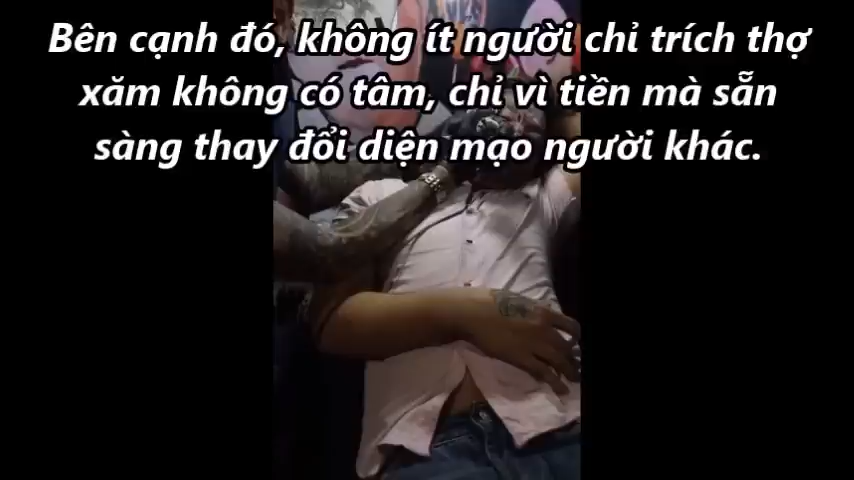 Bên cạnh đó, không ít người chỉ trích thợ
xăm không có tâm, chỉ vì tiền mà sẵn
sàng thay đổi diện mạo người khác.